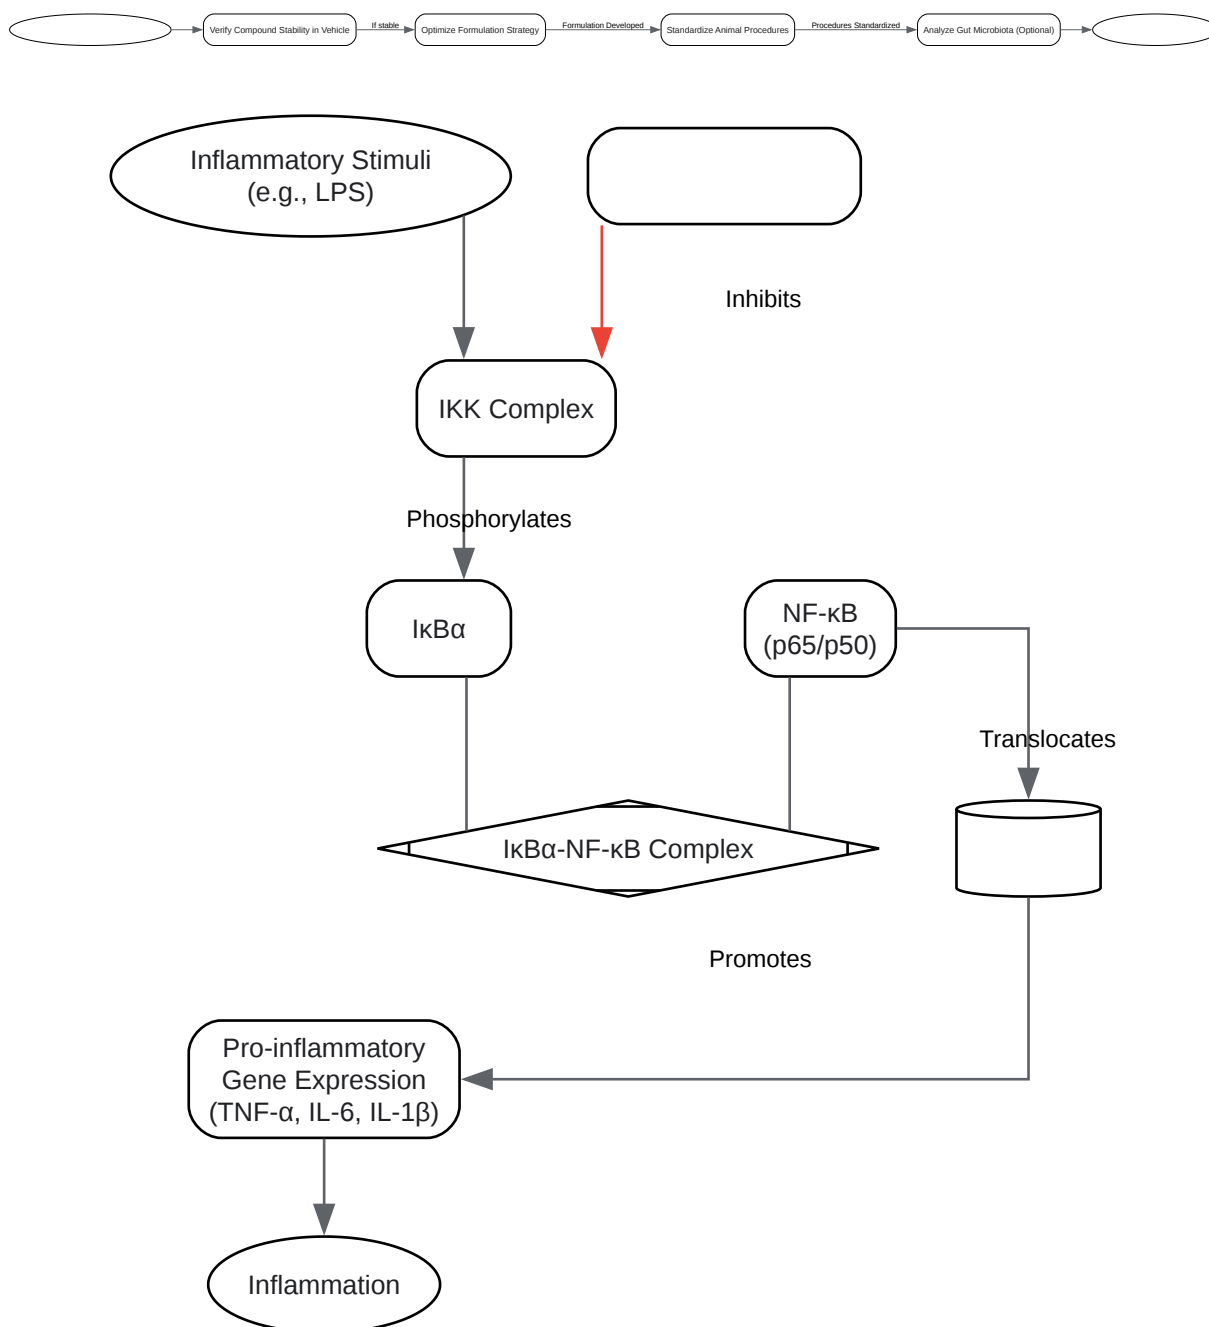 Verify Compound Stability in Vehicle
If stable
Optimize Formulation Strategy
Formulation Developed
Standardize Animal Procedures
Procedures Standardized
Analyze Gut Microbiota (Optional)
Inflammatory Stimuli
(e.g., LPS)
Inhibits
IKK Complex
Phosphorylates
IκBα
NF-κB
(p65/p50)
Translocates
IκBα-NF-κB Complex
Promotes
Pro-inflammatory
Gene Expression
(TNF-α, IL-6, IL-1β)
Inflammation